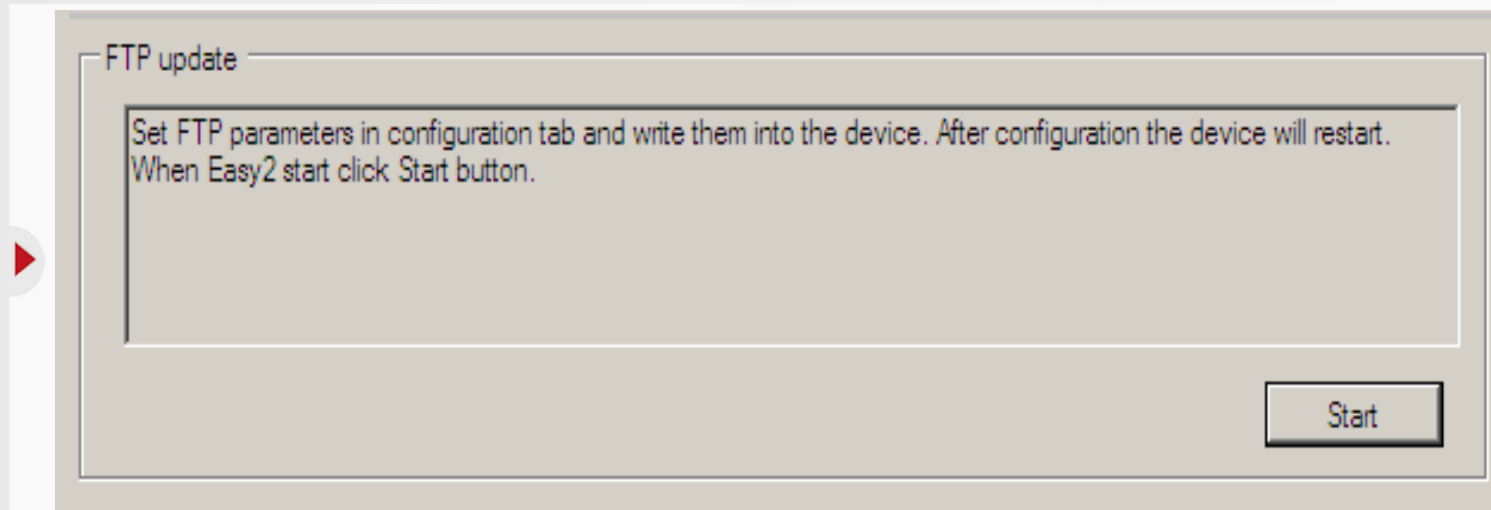 FTP update
Set FTP parameters in configuration tab and write them into the device. After configuration the device will restart.
When Easy2 start click Start button.
Start